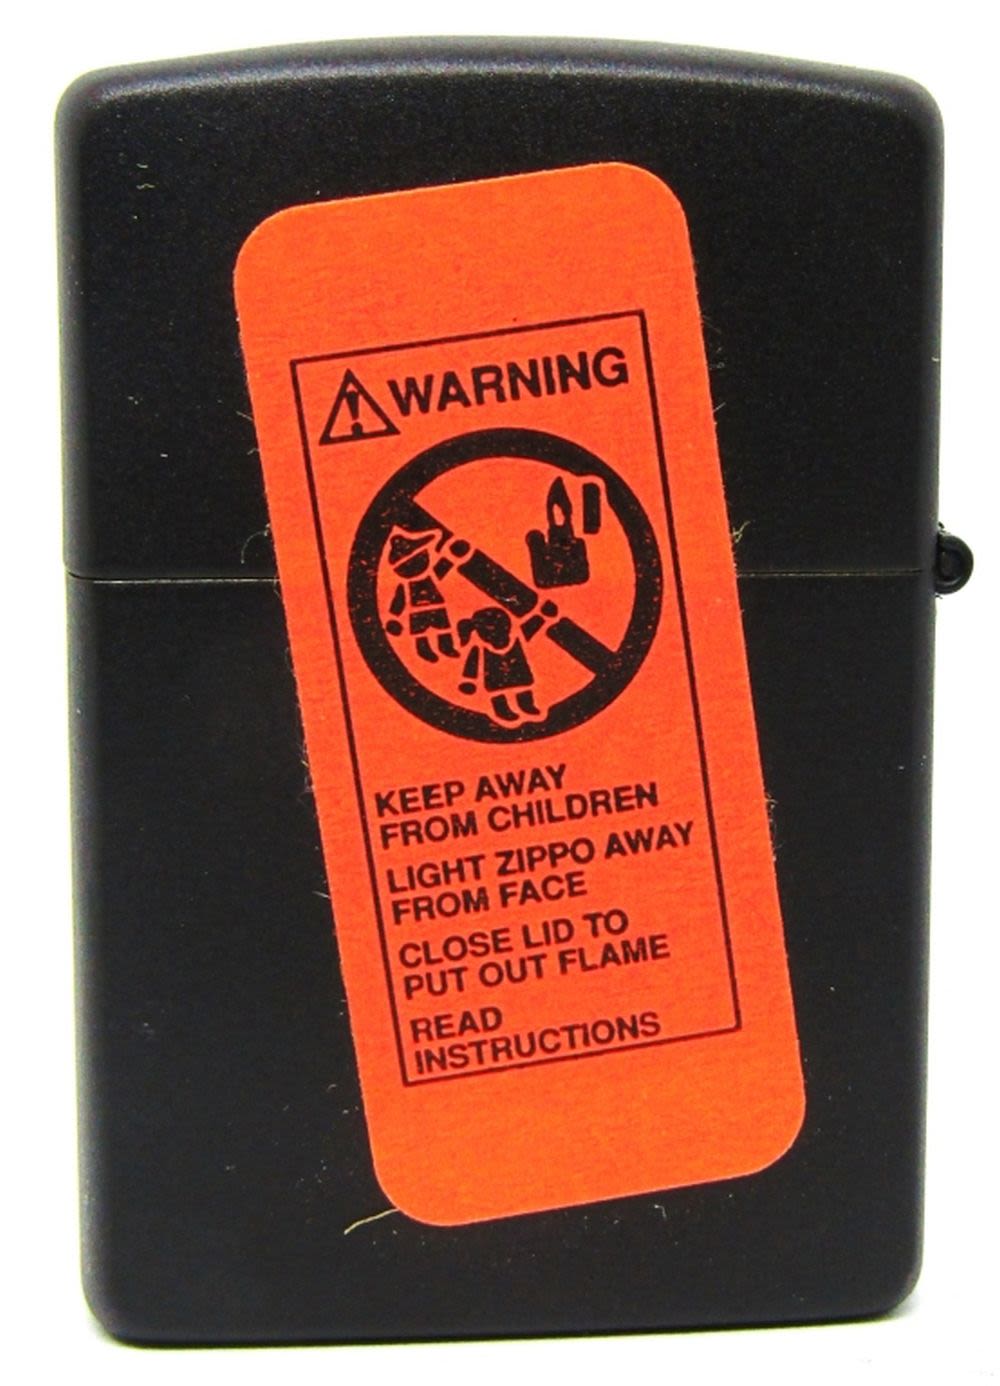 WARNING
KEEP AWAY
FROM CHILDREN
LIGHT ZIPPO AWAY
FROM FACE
CLOSE LID TO
PUT OUT FLAME
READ
INSTRUCTIONS